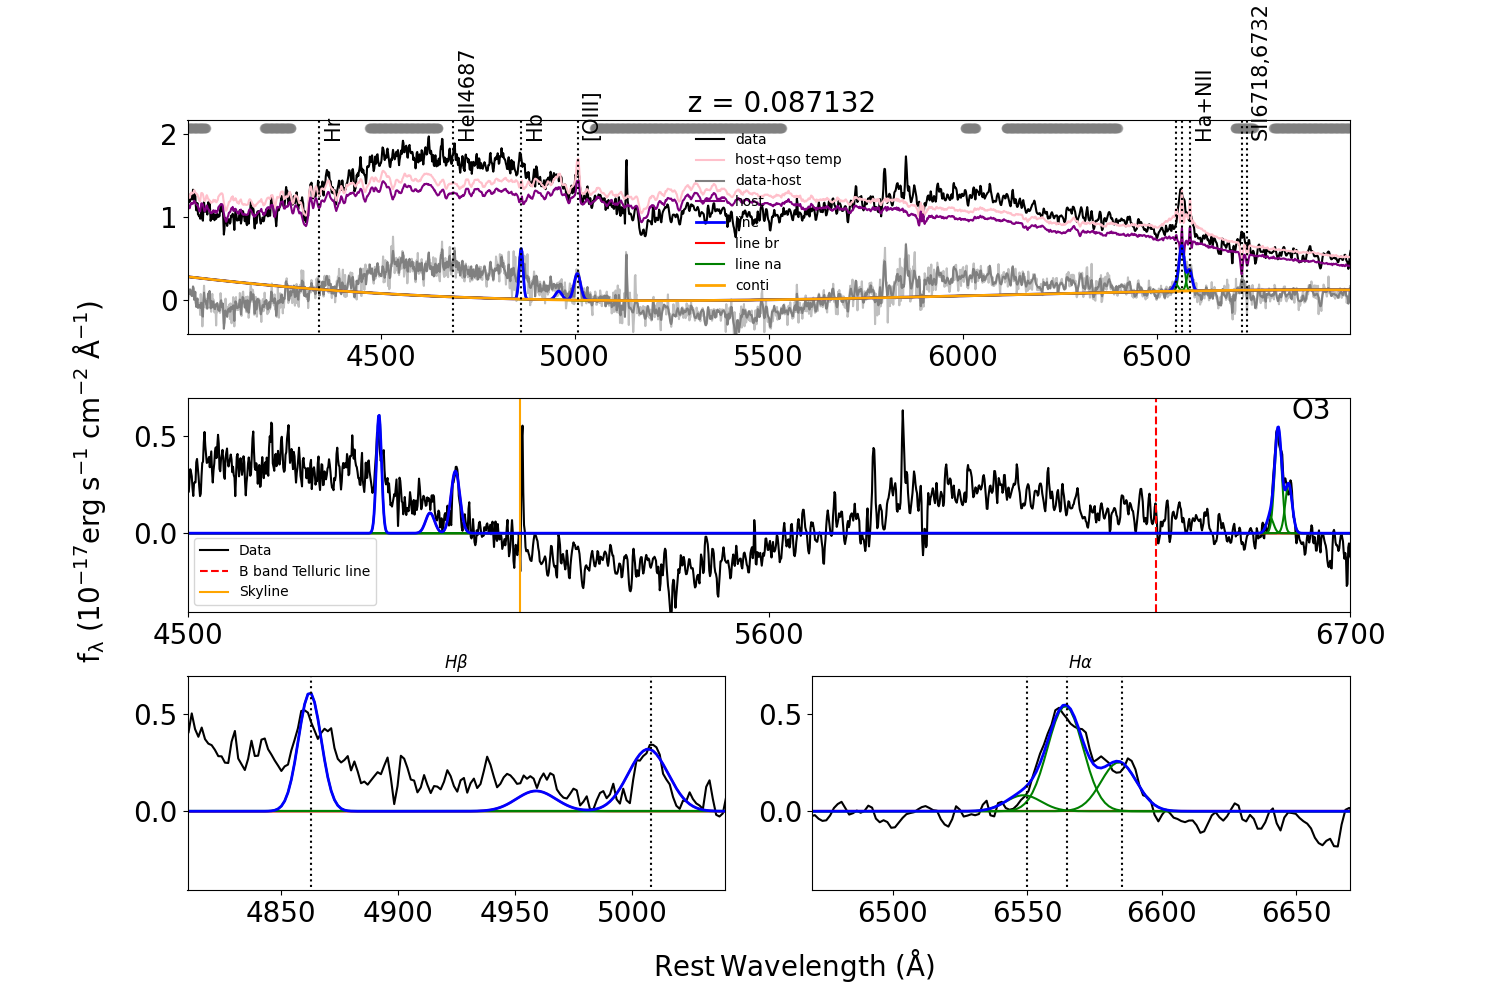 z = 0.087132
Hr
HeII4687
Hb
[OIII]
Ha+NII
SII6718,6732
data
host+qso temp
data-host
host
line
line br
line na
conti
2
1
0
4500
5000
5500
6000
6500
O3
0.5
0.0
Data
B band Telluric line
Skyline
4500
5600
6700
fλ (10−17erg s−1 cm−2 Å−1)
Hβ
0.5
0.0
4850
4900
4950
5000
Hα
0.5
0.0
6500
6550
6600
6650
Rest Wavelength (Å)